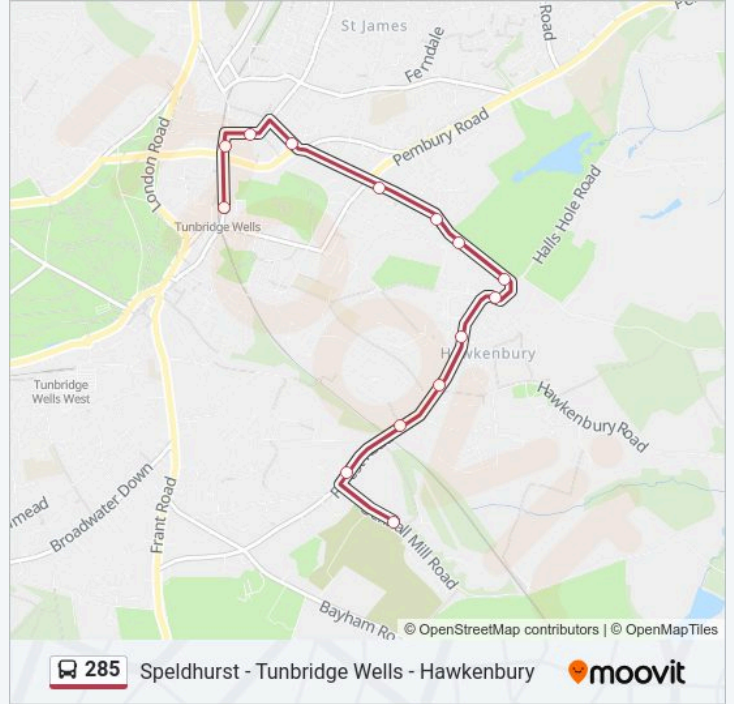 St James
Ferndale
Road
London Road
Pembury Road
Halls Hole Road
Tunbridge Wells
Hawkenbury
Tunbridge
Wells West
Hawkenbury Road
Broadwater Down
Frant Road
mead
all Mill Road
Bayham Ro
© OpenStreetMap contributors | © OpenMapTiles
285
Speldhurst - Tunbridge Wells - Hawkenbury
moovit